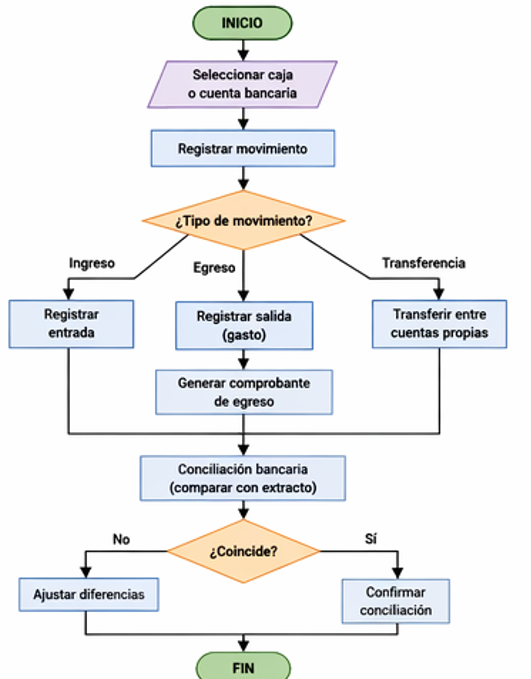 INICIO
Seleccionar caja
o cuenta bancaria
Registrar movimiento
¿Tipo de movimiento?
Ingreso
Egreso
Transferencia
Registrar
entrada
Registrar salida
(gasto)
Transferir entre
cuentas propias
Generar comprobante
de egreso
Conciliación bancaria
(comparar con extracto)
¿Coincide?
No
Sí
Ajustar diferencias
Confirmar
conciliación
FIN